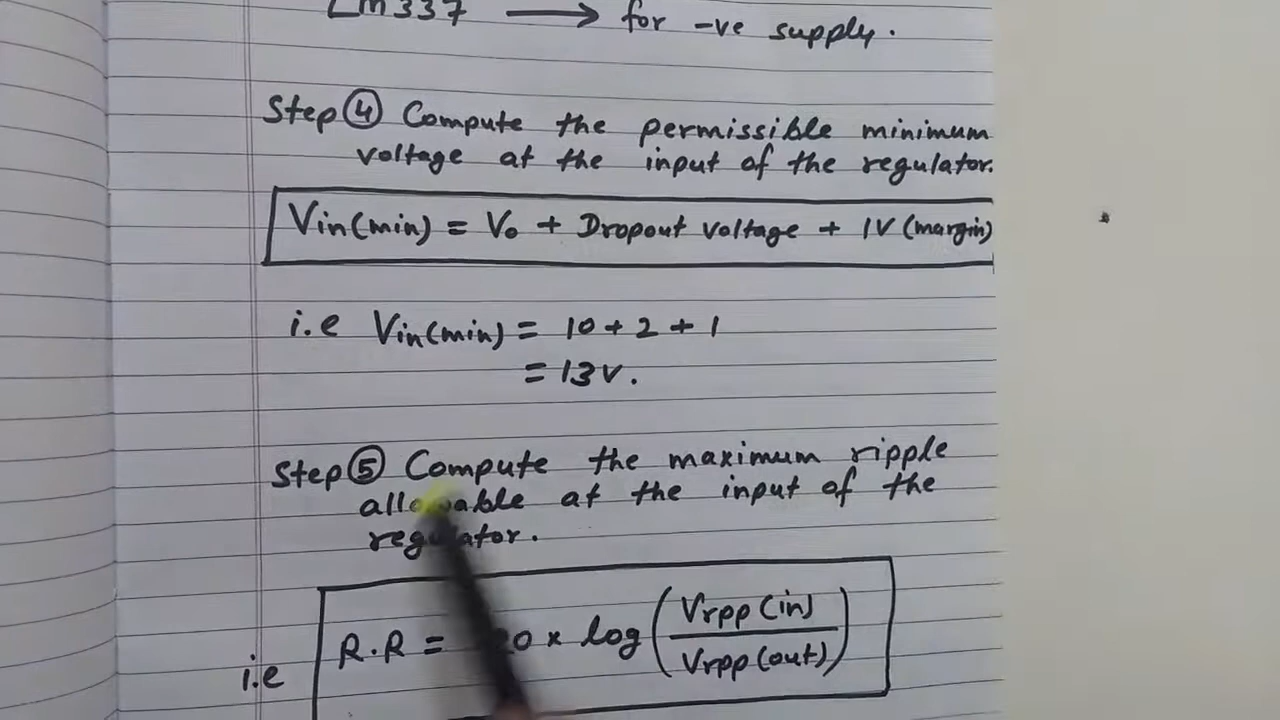 LM337 ⟶ for -ve supply.
Step ④ Compute the permissible minimum
voltage at the input of the regulator.
Vin(min) = Vo + Dropout voltage + 1V (margin)
i.e Vin(min) = 10 + 2 + 1
= 13V.
Step ⑤ Compute the maximum ripple
allowable at the input of the
regulator.
i.e R.R = 20 x log (Vrpp(in) / Vrpp(out))